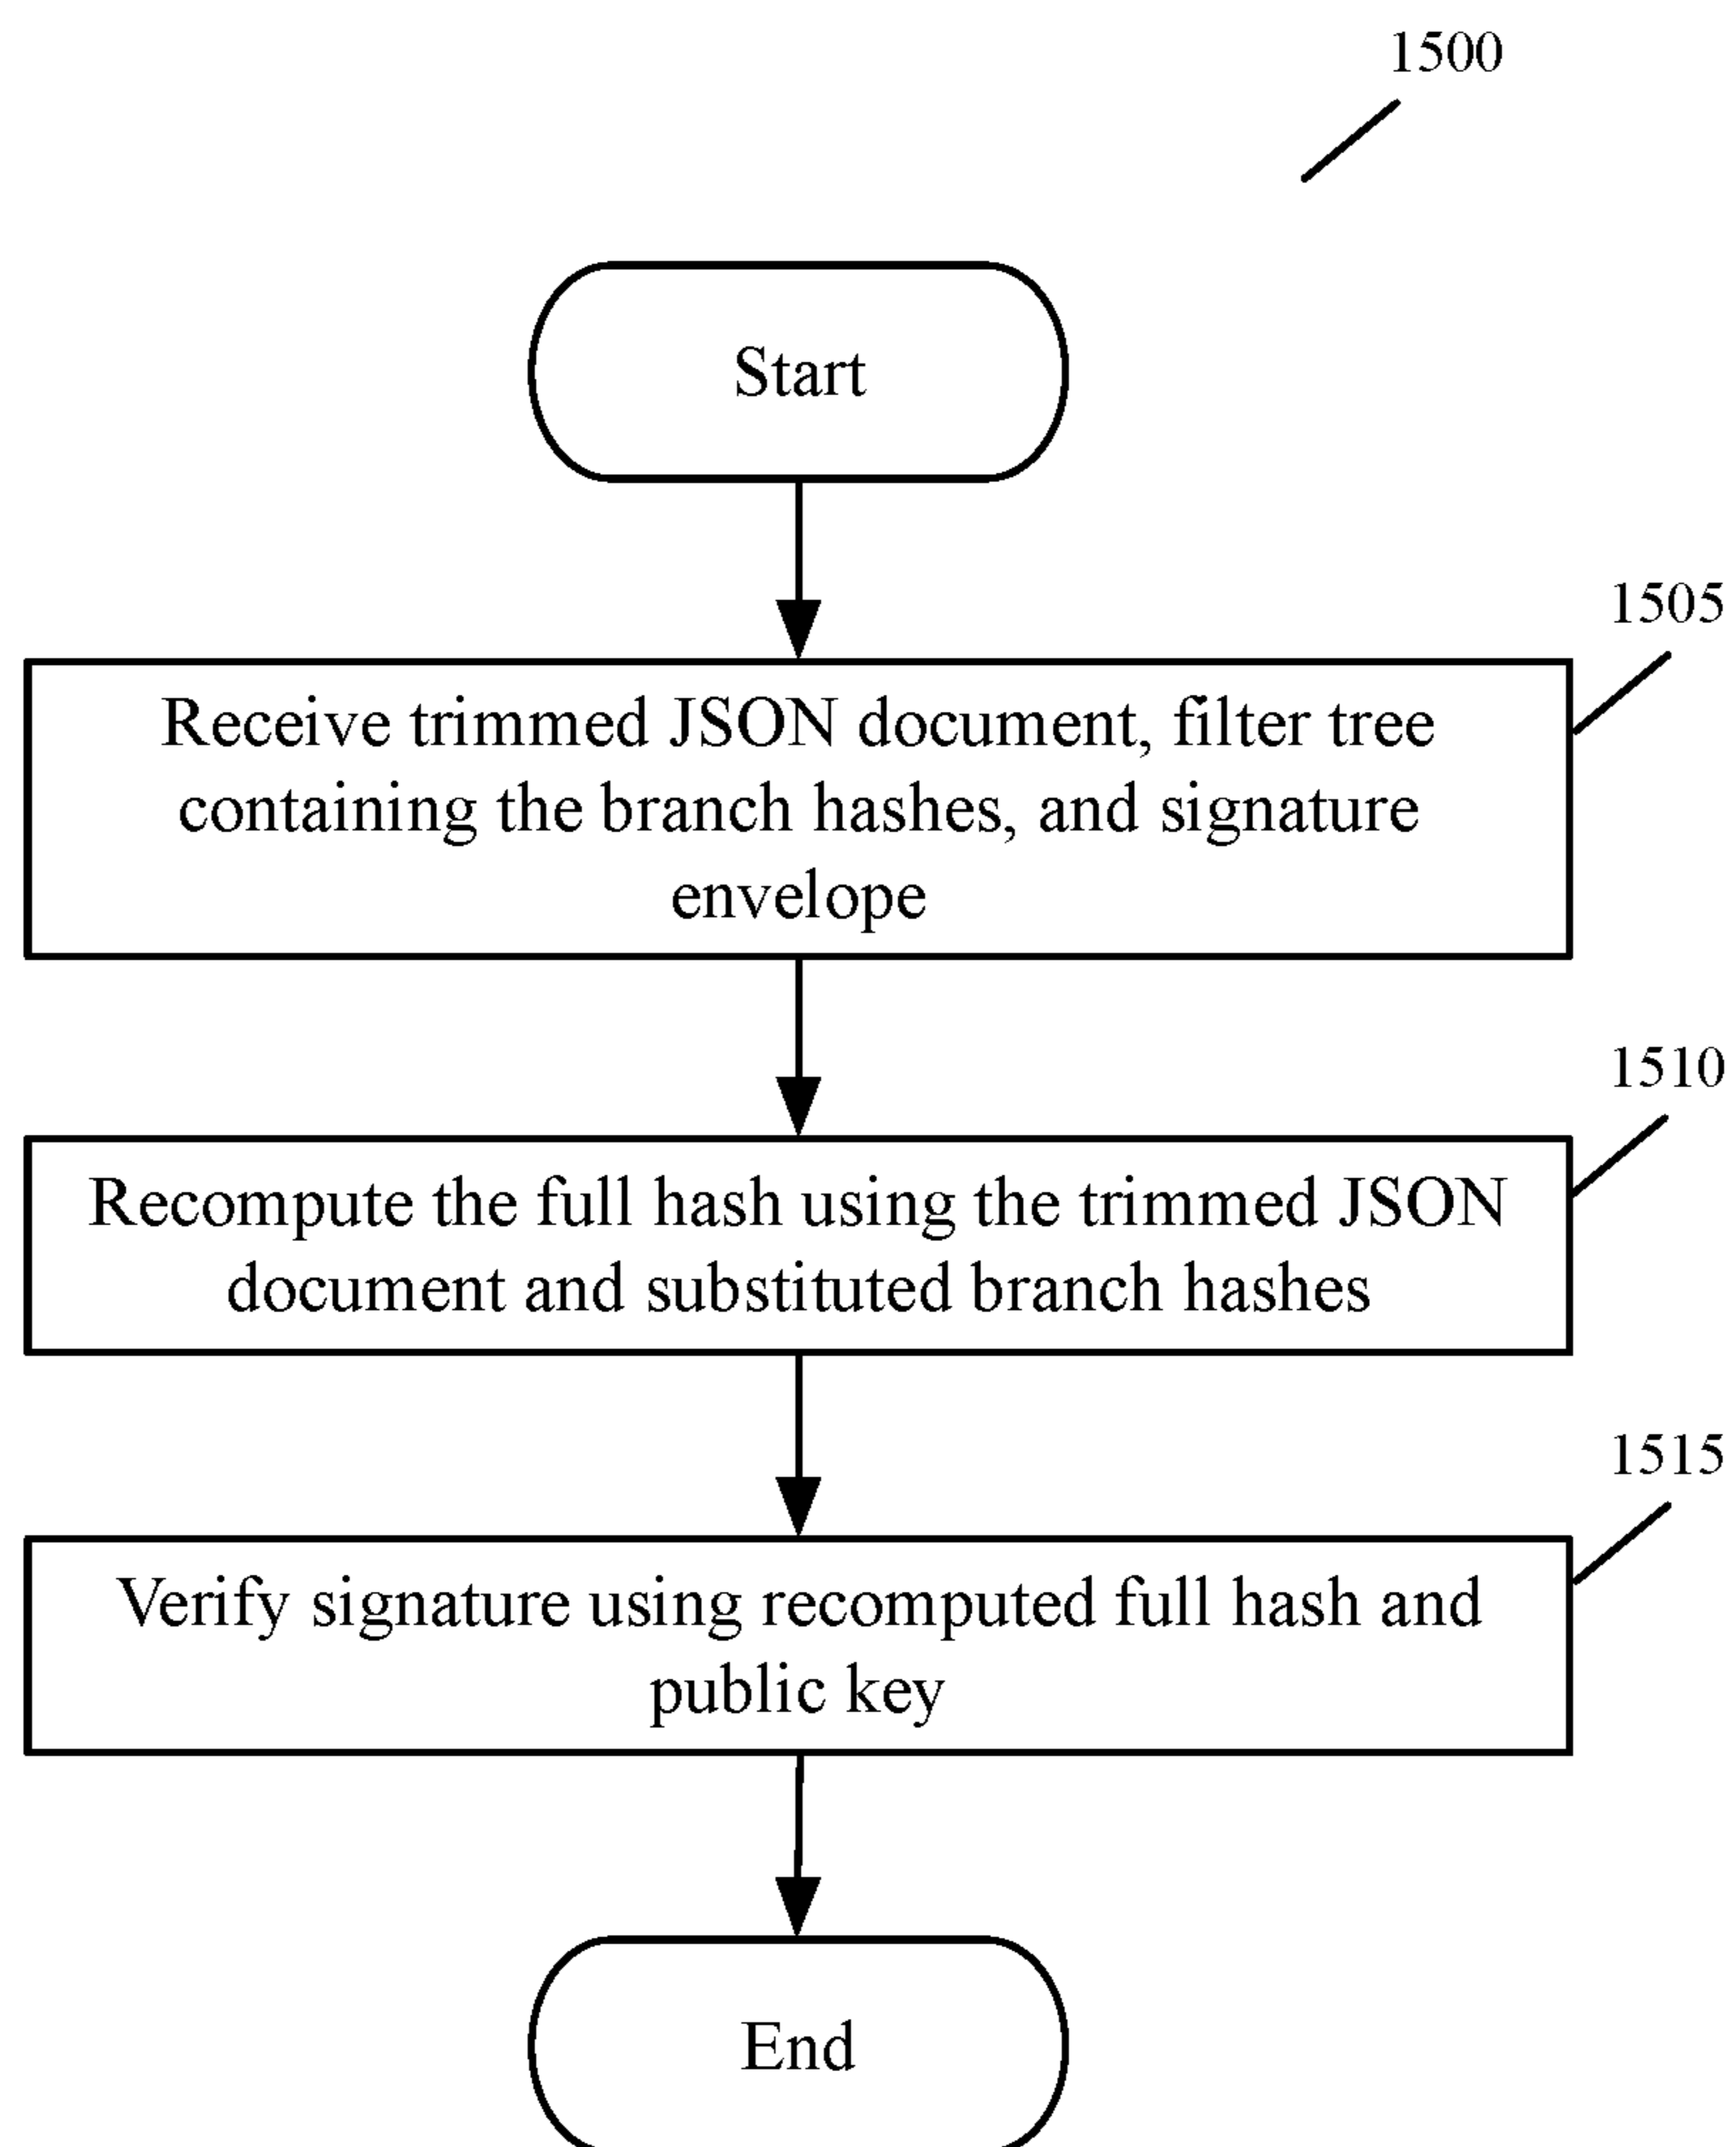 1500
Start
1505
Receive trimmed JSON document, filter tree
containing the branch hashes, and signature
envelope
1510
Recompute the full hash using the trimmed JSON
document and substituted branch hashes
1515
Verify signature using recomputed full hash and
public key
End